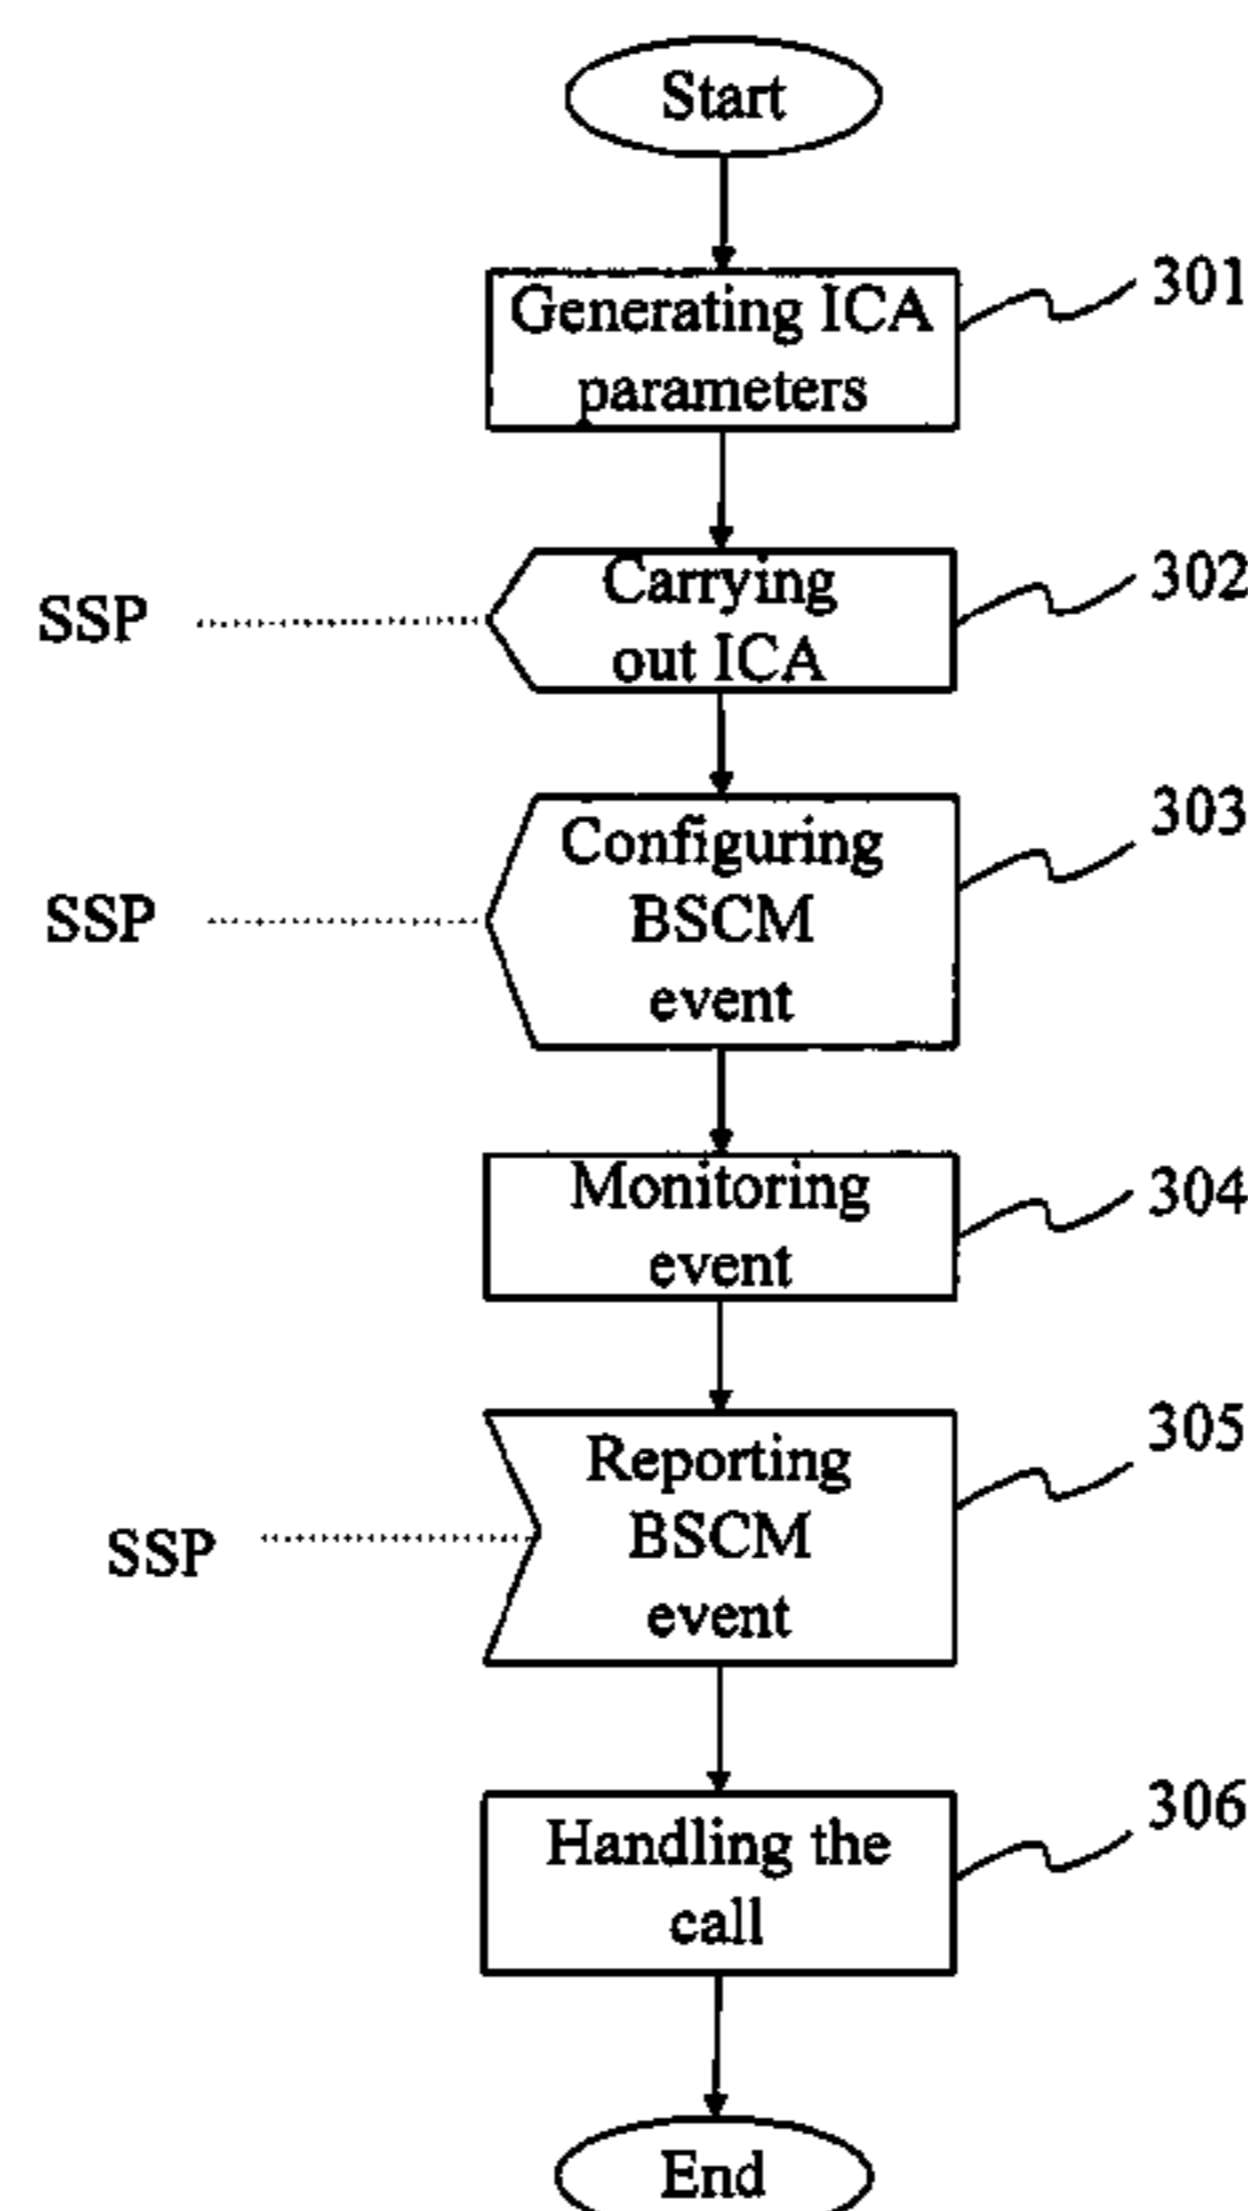 Start
Generating ICA
parameters
301
Carrying
out ICA
302
SSP
Configuring
BSCM
event
303
SSP
Monitoring
event
304
Reporting
BSCM
event
305
SSP
Handling the
call
306
End